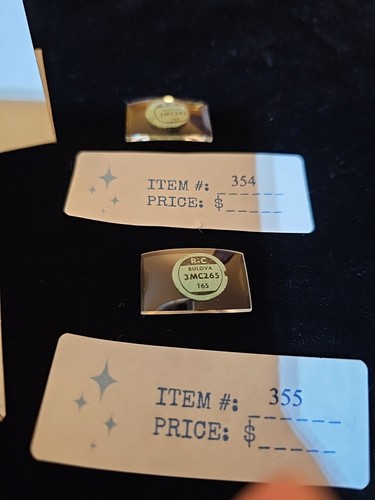 ITEM #: 354
PRICE: $
R&C
BULOVA
3MC265
165
ITEM #: 355
PRICE: $